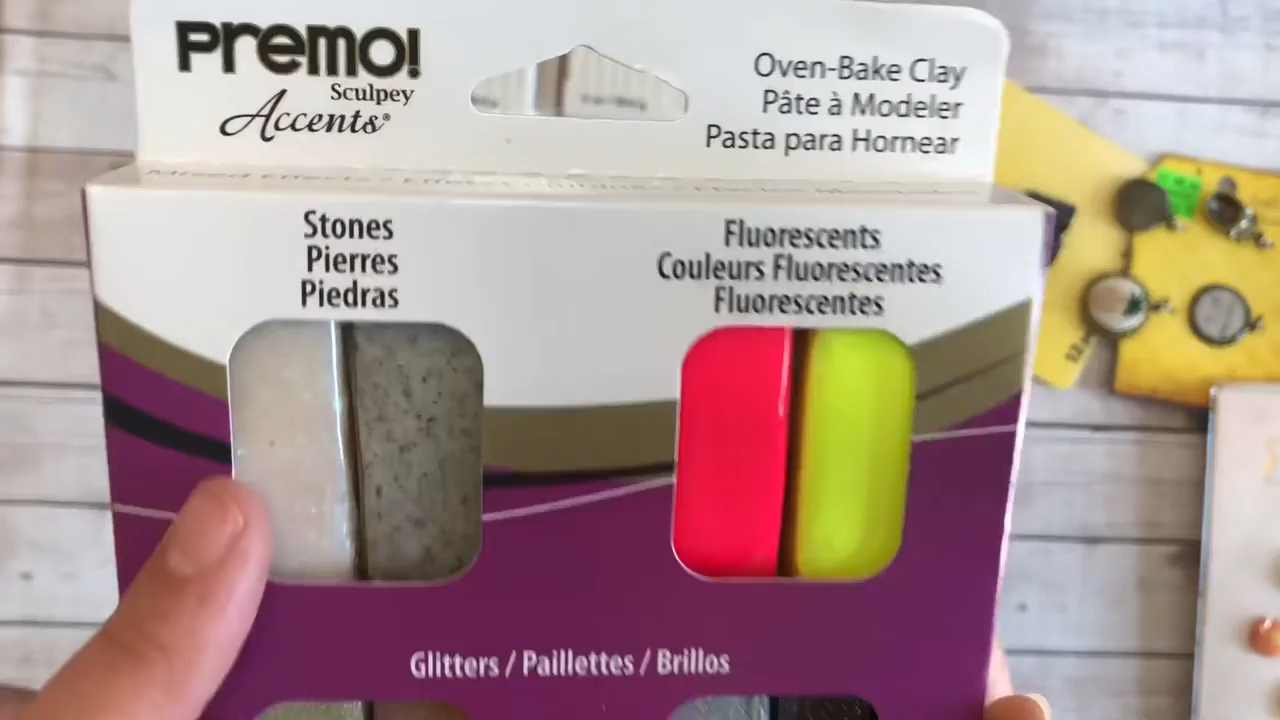 Premo!
Sculpey
Accents®
Oven-Bake Clay
Pâte à Modeler
Pasta para Hornear
Stones
Pierres
Piedras
Fluorescents
Couleurs Fluorescentes
Fluorescentes
Glitters / Paillettes / Brillos